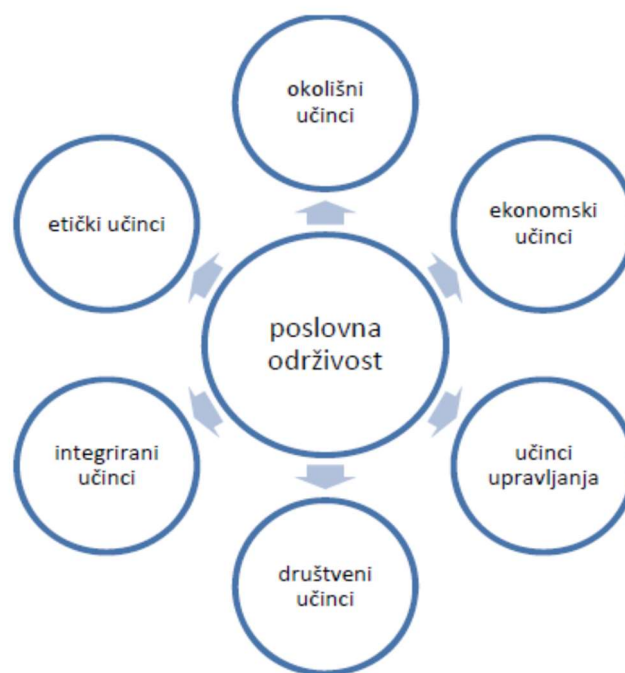 okolišni
učinci
etički učinci
ekonomski
učinci
poslovna
održivost
integrirani
učinci
učinci
upravljanja
društveni
učinci